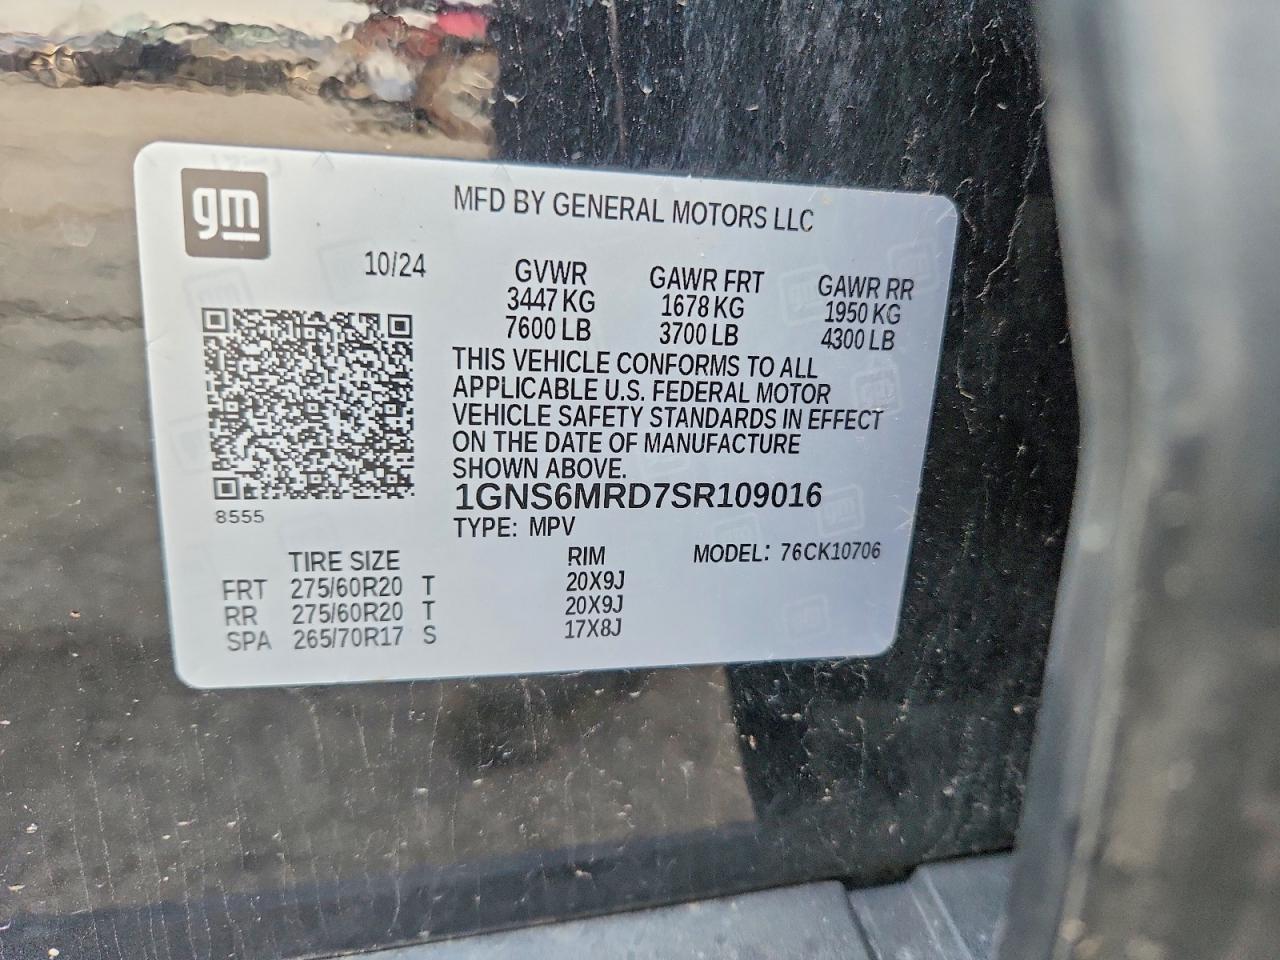 gm
MFD BY GENERAL MOTORS LLC
10/24
GVWR GAWR FRT GAWR RR
3447 KG 1678 KG 1950 KG
7600 LB 3700 LB 4300 LB
THIS VEHICLE CONFORMS TO ALL
APPLICABLE U.S. FEDERAL MOTOR
VEHICLE SAFETY STANDARDS IN EFFECT
ON THE DATE OF MANUFACTURE
SHOWN ABOVE.
1GNS6MRD7SR109016
8555
TYPE: MPV
TIRE SIZE RIM MODEL: 76CK10706
FRT 275/60R20 T 20X9J
RR 275/60R20 T 20X9J
SPA 265/70R17 S 17X8J